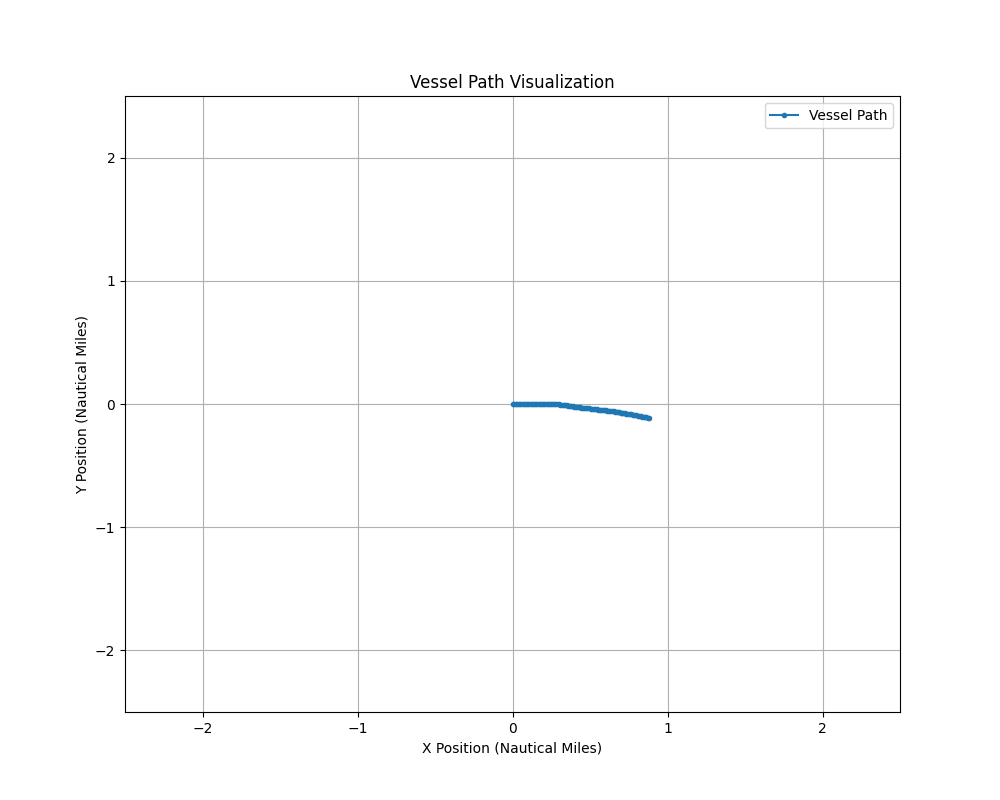 Vessel Path Visualization
Vessel Path
Y Position (Nautical Miles)
2
1
0
−1
−2
−2
−1
0
1
2
X Position (Nautical Miles)